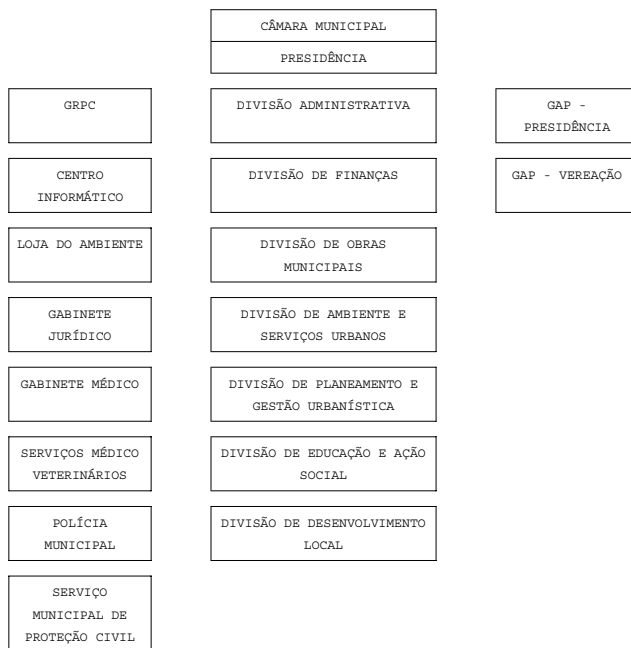 CÂMARA MUNICIPAL
PRESIDÊNCIA
GRPC
DIVISÃO ADMINISTRATIVA
GAP -
PRESIDÊNCIA
CENTRO
INFORMÁTICO
DIVISÃO DE FINANÇAS
GAP - VEREAÇÃO
LOJA DO AMBIENTE
DIVISÃO DE OBRAS
MUNICIPAIS
GABINETE
JURÍDICO
DIVISÃO DE AMBIENTE E
SERVIÇOS URBANOS
GABINETE MÉDICO
DIVISÃO DE PLANEAMENTO E
GESTÃO URBANÍSTICA
SERVIÇOS MÉDICO
VETERINÁRIOS
DIVISÃO DE EDUCAÇÃO E AÇÃO
SOCIAL
POLÍCIA
MUNICIPAL
DIVISÃO DE DESENVOLVIMENTO
LOCAL
SERVIÇO
MUNICIPAL DE
PROTEÇÃO CIVIL